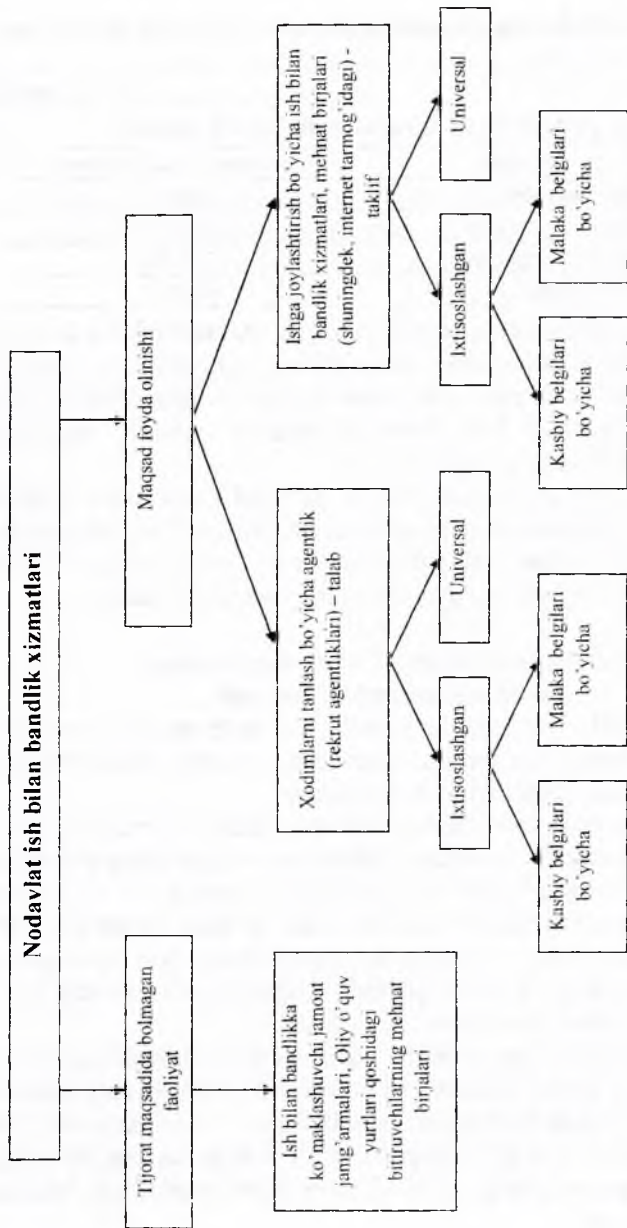 Nodavlat ish bilan bandlik xizmatlari
Tijorat maqsadida bolmagan
faoliyat
Maqsad foyda olinishi
Ish bilan bandlikka
ko`maklashuvchi jamoat
jamg`armalari, Oliy o`quv
yurtlari qoshidagi
bitiruvchilarning mehnat
birjalari
Xodimlarni tanlash bo`yicha agentlik
(rekrut agentliklari) – talab
Ishga joylashtirish bo`yicha ish bilan
bandlik xizmatlari, mehnat birjalari
(shumingdek, internet tarmog`idagi) -
taklif
Ixtisoslashgan
Universal
Ixtisoslashgan
Universal
Kasbiy belgilari
bo`yicha
Malaka belgilari
bo`yicha
Kasbiy belgilari
bo`yicha
Malaka belgilari
bo`yicha